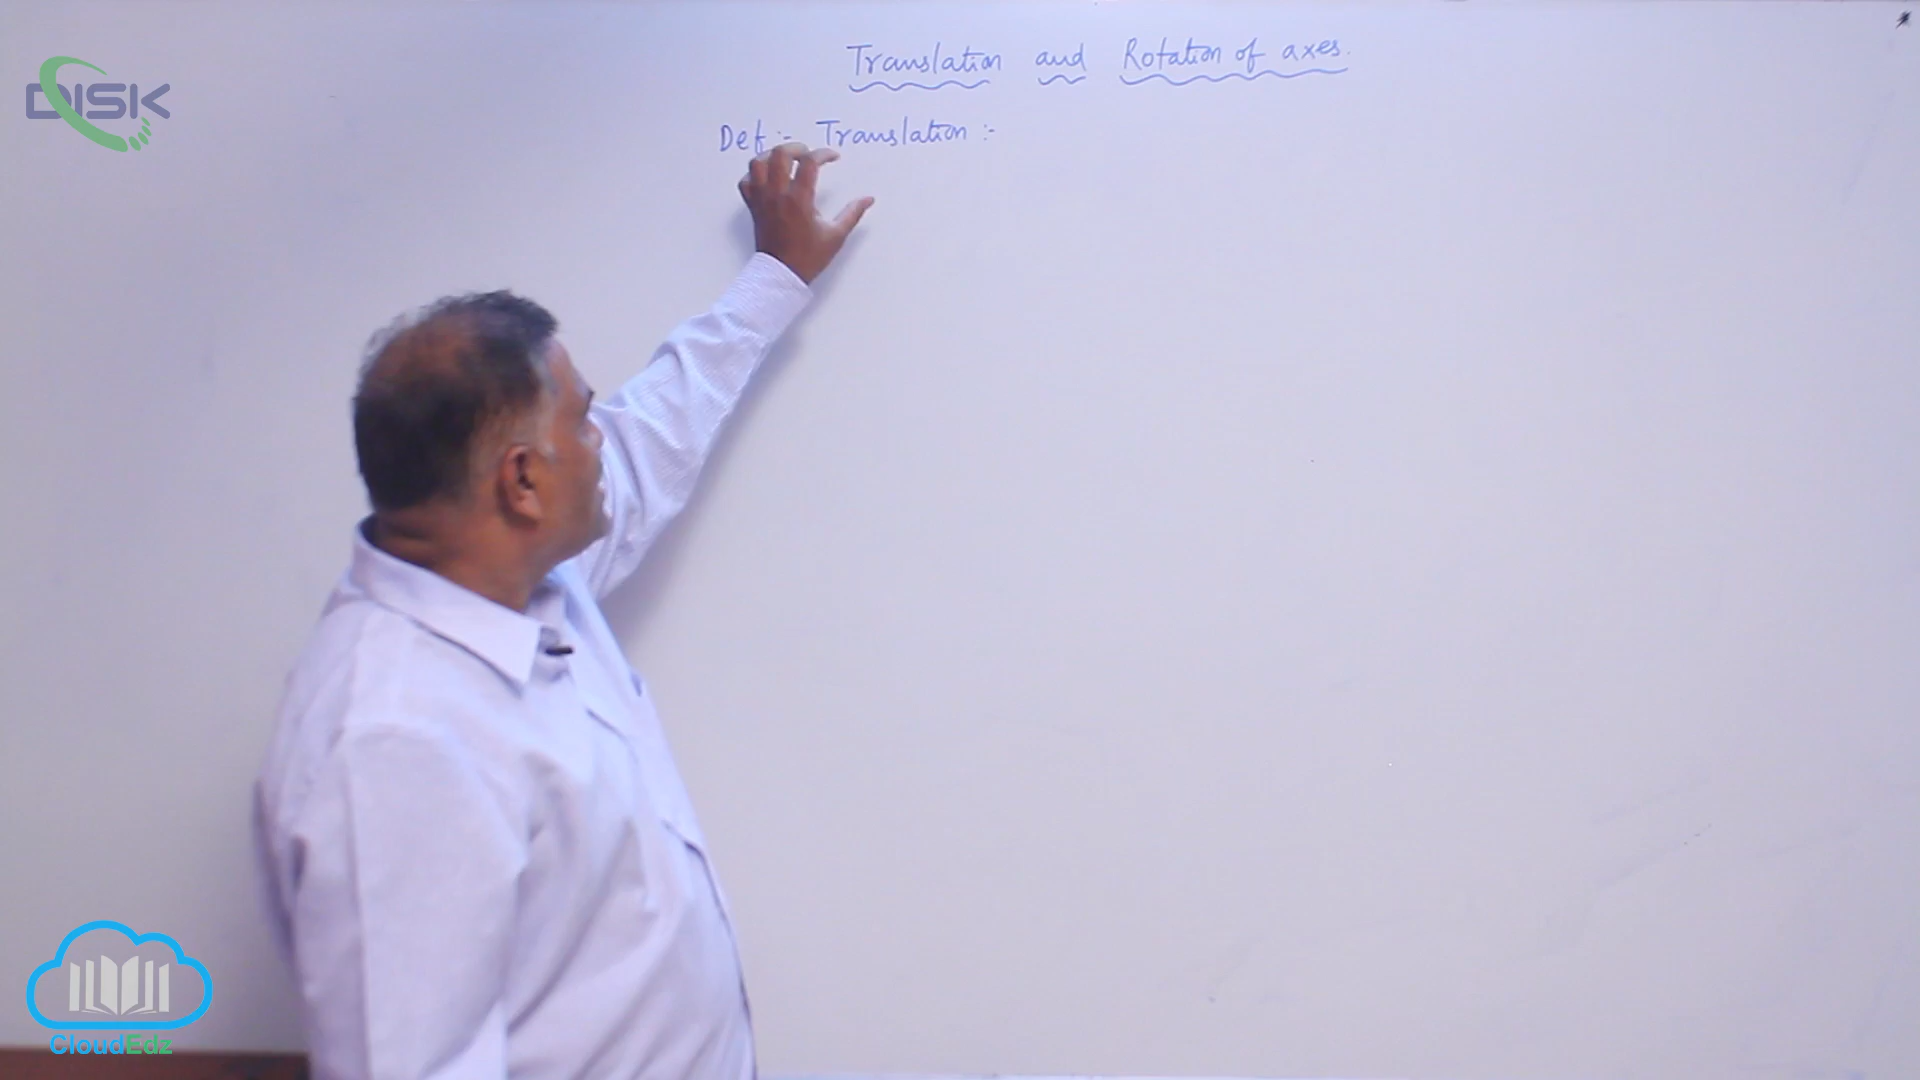 DISK
Translation and Rotation of axes.
Def :- Translation :-
CloudEdz